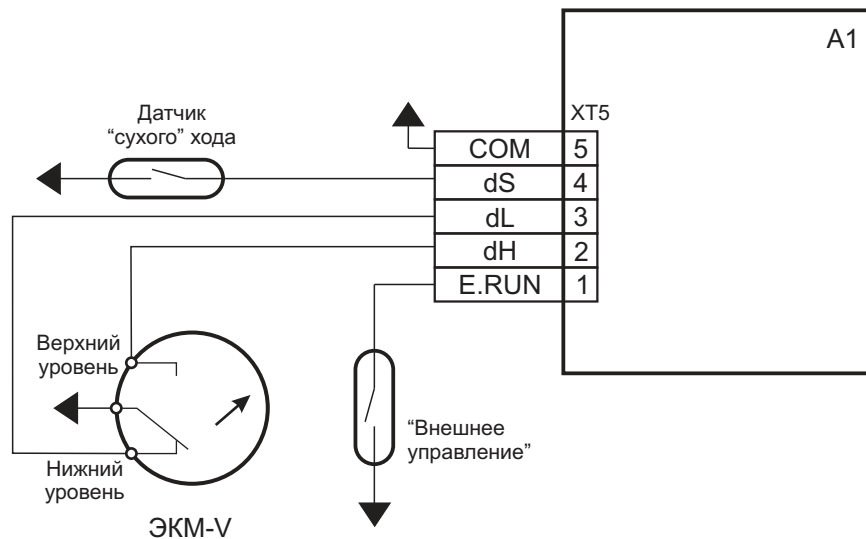 A1
XT5
Датчик
“сухого” хода
COM 5
dS 4
dL 3
dH 2
E.RUN 1
Верхний
уровень
“Внешнее
управление”
Нижний
уровень
ЭКМ-V